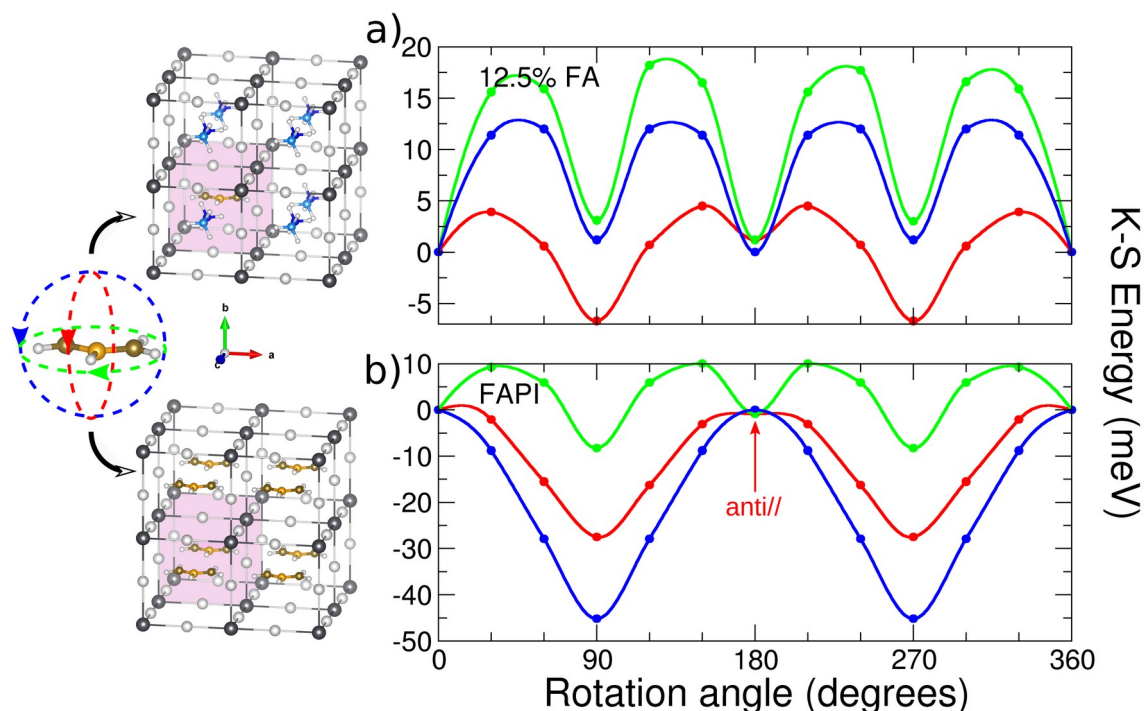 a)
20
15
10
5
0
-5
12.5% FA
b
a
c
b)
10
0
-10
-20
-30
-40
-50
FAPI
anti//
0
90
180
270
360
Rotation angle (degrees)
K-S Energy (meV)